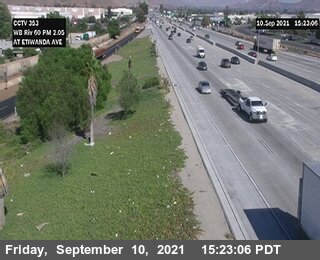 CCTV 353
WB Riv 60 PM 2.05
AT ETIWANDA AVE
10 Sep 2021 15:23:06
Friday, September 10, 2021 15:23:06 PDT